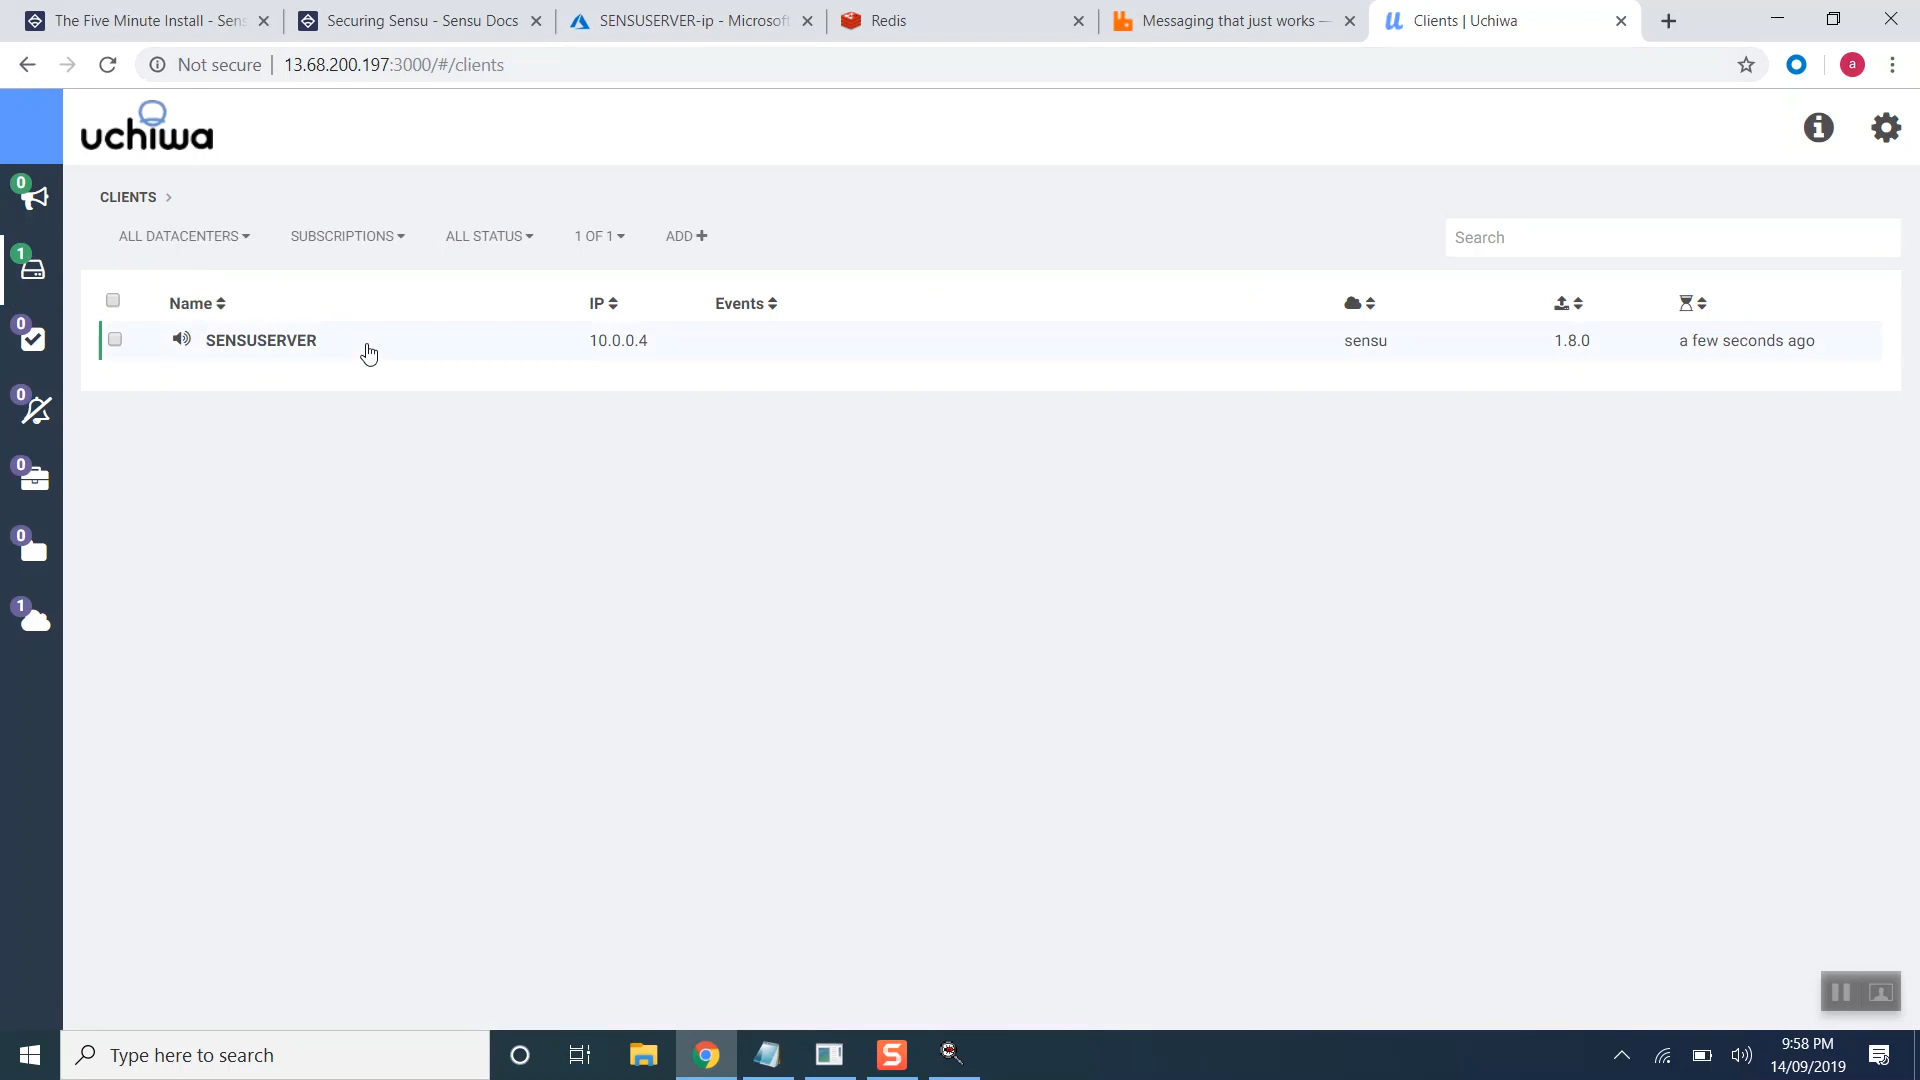 The Five Minute Install - Sens
Securing Sensu - Sensu Docs
SENSUSERVER-ip - Microsoft
Redis
Messaging that just works —
Clients | Uchiwa
Not secure | 13.68.200.197:3000/#/clients
a
uchiwa
0
1
0
0
0
0
1
CLIENTS
ALL DATACENTERS
SUBSCRIPTIONS
ALL STATUS
1 OF 1
ADD
Search
Name
IP
Events
SENSUSERVER
10.0.0.4
sensu
1.8.0
a few seconds ago
Type here to search
9:58 PM
14/09/2019